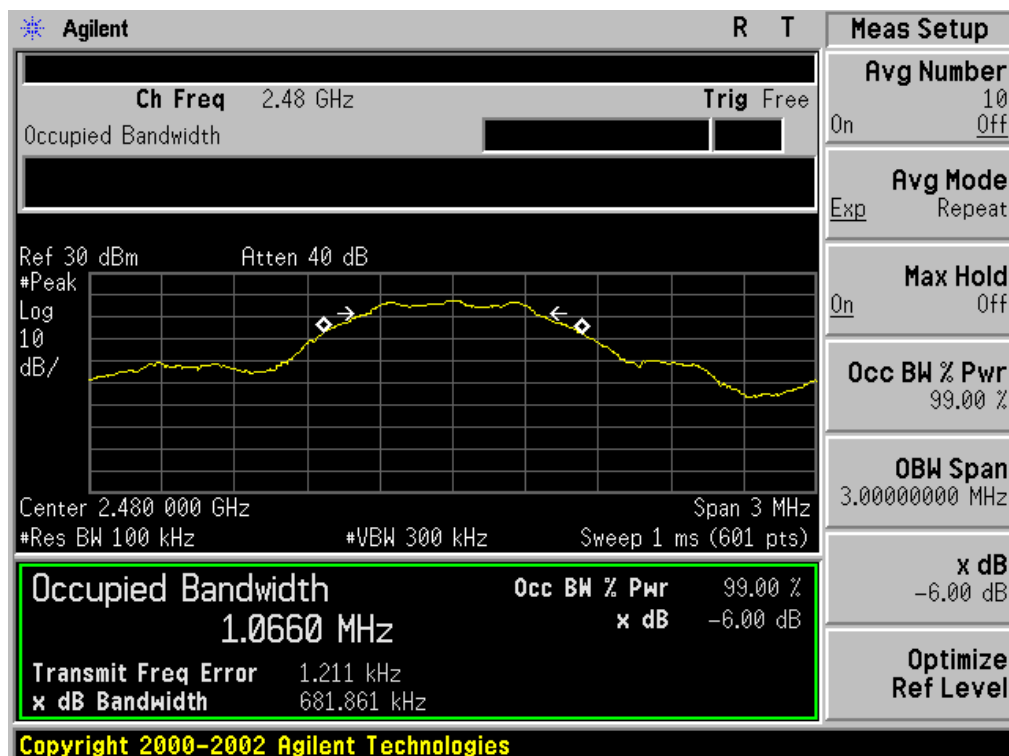 Agilent R T
Ch Freq 2.48 GHz Trig Free
Occupied Bandwidth
Ref 30 dBm Atten 40 dB
#Peak
Log
10
dB/
Center 2.480 000 GHz Span 3 MHz
#Res BW 100 kHz #VBW 300 kHz Sweep 1 ms (601 pts)
Occupied Bandwidth Occ BW % Pwr 99.00 %
1.0660 MHz x dB -6.00 dB
Transmit Freq Error 1.211 kHz
x dB Bandwidth 681.861 kHz
Copyright 2000-2002 Agilent Technologies
Meas Setup
Avg Number
10
On Off
Avg Mode
Exp Repeat
Max Hold
On Off
Occ BW % Pwr
99.00 %
OBW Span
3.00000000 MHz
x dB
-6.00 dB
Optimize
Ref Level